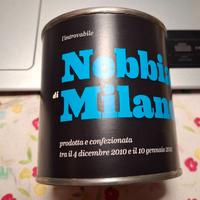 l'introvabile
Nebbia
di
Milano
prodotta e confezionata
tra il 4 dicembre 2010 e il 10 gennaio 2011